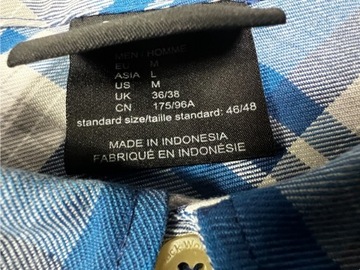 MEN: HOMME
EU M
ASIA L
US M
UK 36/38
CN 175/96A
standard size/taille standard: 46/48
MADE IN INDONESIA
FABRIQUÉ EN INDONÉSIE